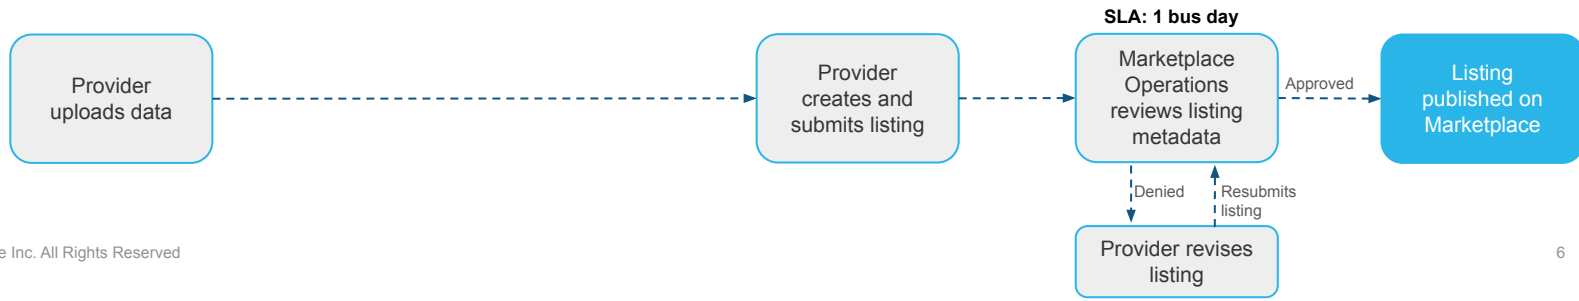 SLA: 1 bus day
Provider
uploads data
Provider
creates and
submits listing
Marketplace
Operations
reviews listing
metadata
Approved
Listing
published on
Marketplace
Denied
Resubmits
listing
Provider revises
listing
e Inc. All Rights Reserved
6